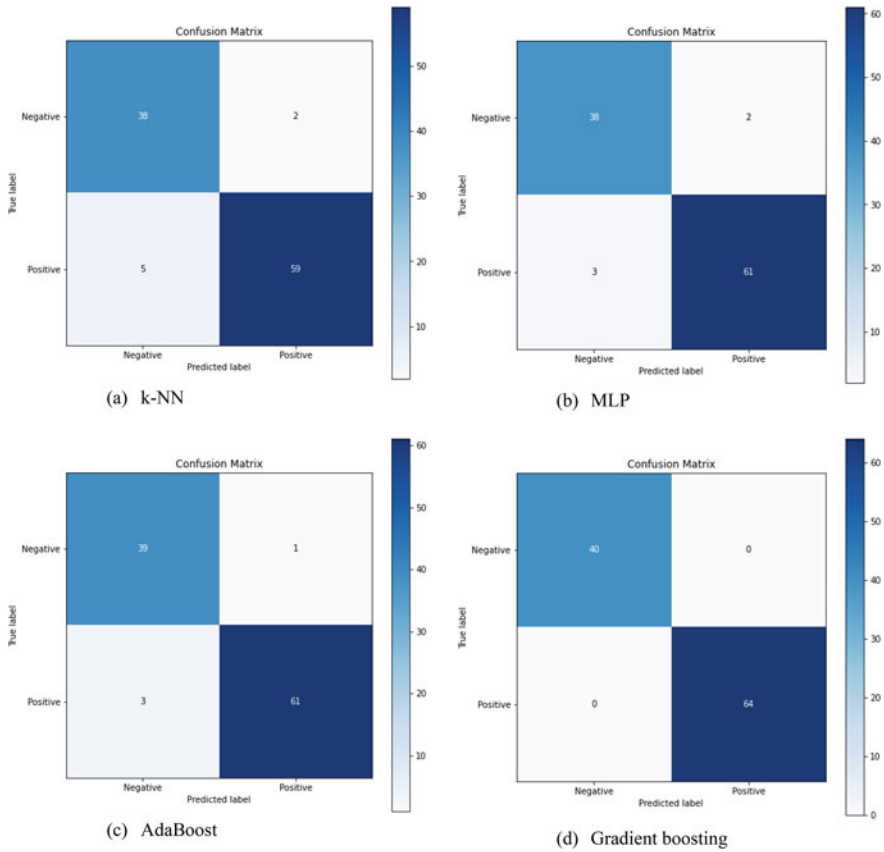 Confusion Matrix
Negative
38
2
Positive
5
59
True label
Negative
Positive
Predicted label
50
40
30
20
10
(a) k-NN
Confusion Matrix
Negative
38
2
Positive
3
61
True label
Negative
Positive
Predicted label
60
50
40
30
20
10
(b) MLP
Confusion Matrix
Negative
39
1
Positive
3
61
True label
Negative
Positive
Predicted label
60
50
40
30
20
10
(c) AdaBoost
Confusion Matrix
Negative
40
0
Positive
0
64
True label
Negative
Positive
Predicted label
60
50
40
30
20
10
0
(d) Gradient boosting